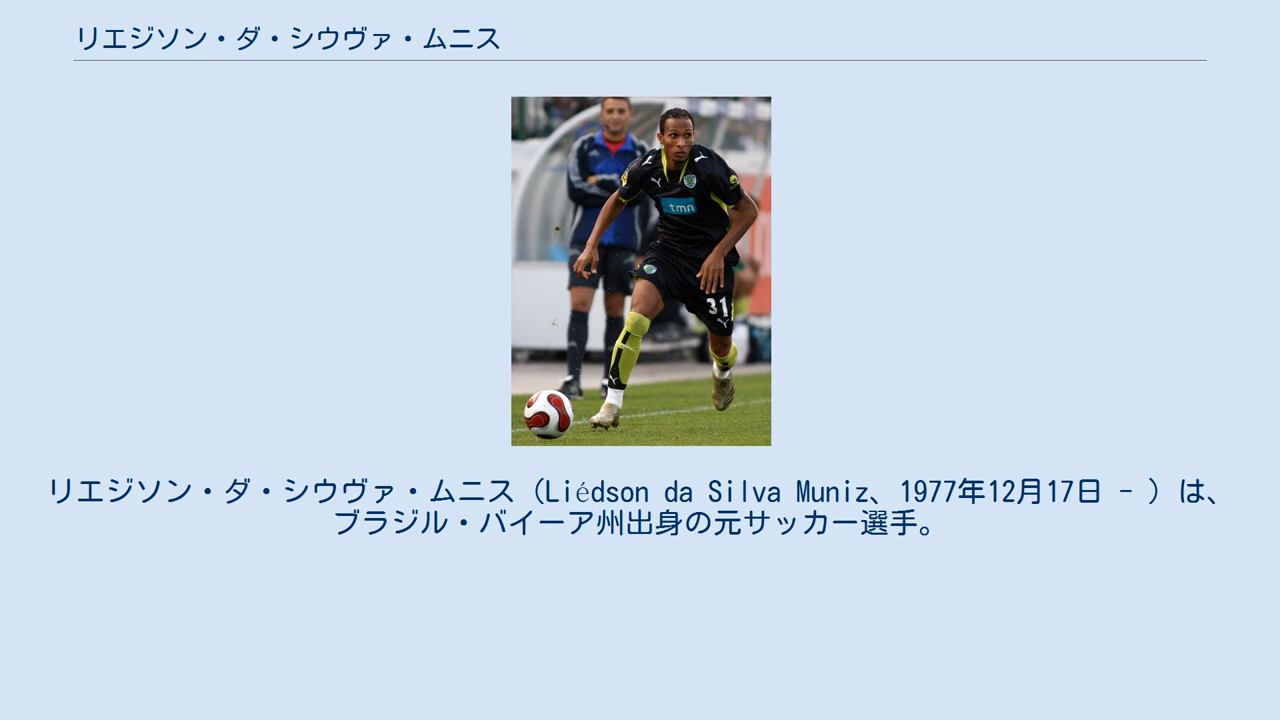 リエジソン・ダ・シウヴァ・ムニス
tmn
31
リエジソン・ダ・シウヴァ・ムニス（Liédson da Silva Muniz、1977年12月17日 - ）は、
ブラジル・バイーア州出身の元サッカー選手。